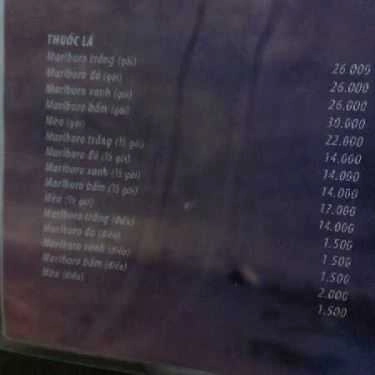 THUỐC LÁ
Marlboro trắng (gói) 26.000
Marlboro đỏ (gói) 26.000
Marlboro xanh (gói) 26.000
Marlboro bấm (gói) 30.000
Mèo (gói) 22.000
Marlboro trắng (½ gói) 14.000
Marlboro đỏ (½ gói) 14.000
Marlboro xanh (½ gói) 14.000
Marlboro bấm (½ gói) 17.000
Mèo (½ gói) 14.000
Marlboro trắng (điếu) 1.500
Marlboro đỏ (điếu) 1.500
Marlboro xanh (điếu) 1.500
Marlboro bấm (điếu) 2.000
Mèo (điếu) 1.500